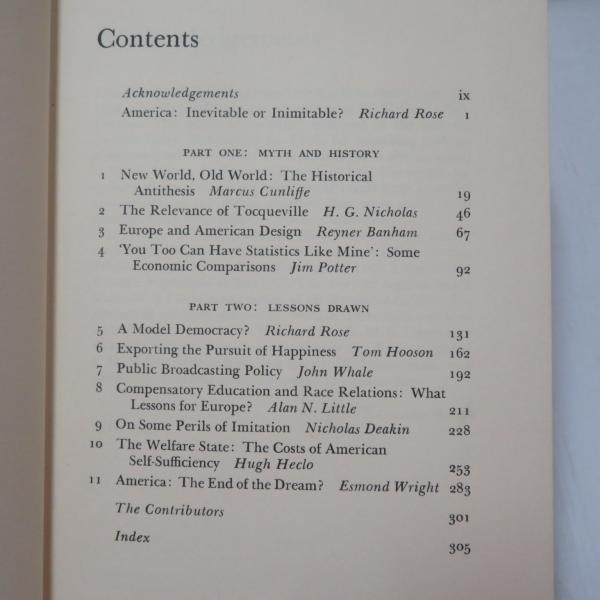 Contents
Acknowledgements ix
America: Inevitable or Inimitable? Richard Rose 1
PART ONE: MYTH AND HISTORY
1 New World, Old World: The Historical
Antithesis Marcus Cunliffe 19
2 The Relevance of Tocqueville H. G. Nicholas 46
3 Europe and American Design Reyner Banham 67
4 ‘You Too Can Have Statistics Like Mine’: Some
Economic Comparisons Jim Potter 92
PART TWO: LESSONS DRAWN
5 A Model Democracy? Richard Rose 131
6 Exporting the Pursuit of Happiness Tom Hooson 162
7 Public Broadcasting Policy John Whale 192
8 Compensatory Education and Race Relations: What
Lessons for Europe? Alan N. Little 211
9 On Some Perils of Imitation Nicholas Deakin 228
10 The Welfare State: The Costs of American
Self-Sufficiency Hugh Heclo 253
11 America: The End of the Dream? Esmond Wright 283
The Contributors 301
Index 305